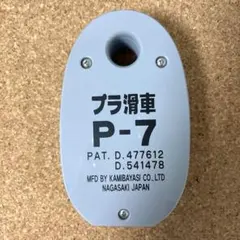 プラ滑車
P-7
PAT. D.477612
D.541478
MFD BY KAMIBAYASI CO.,LTD
NAGASAKI JAPAN